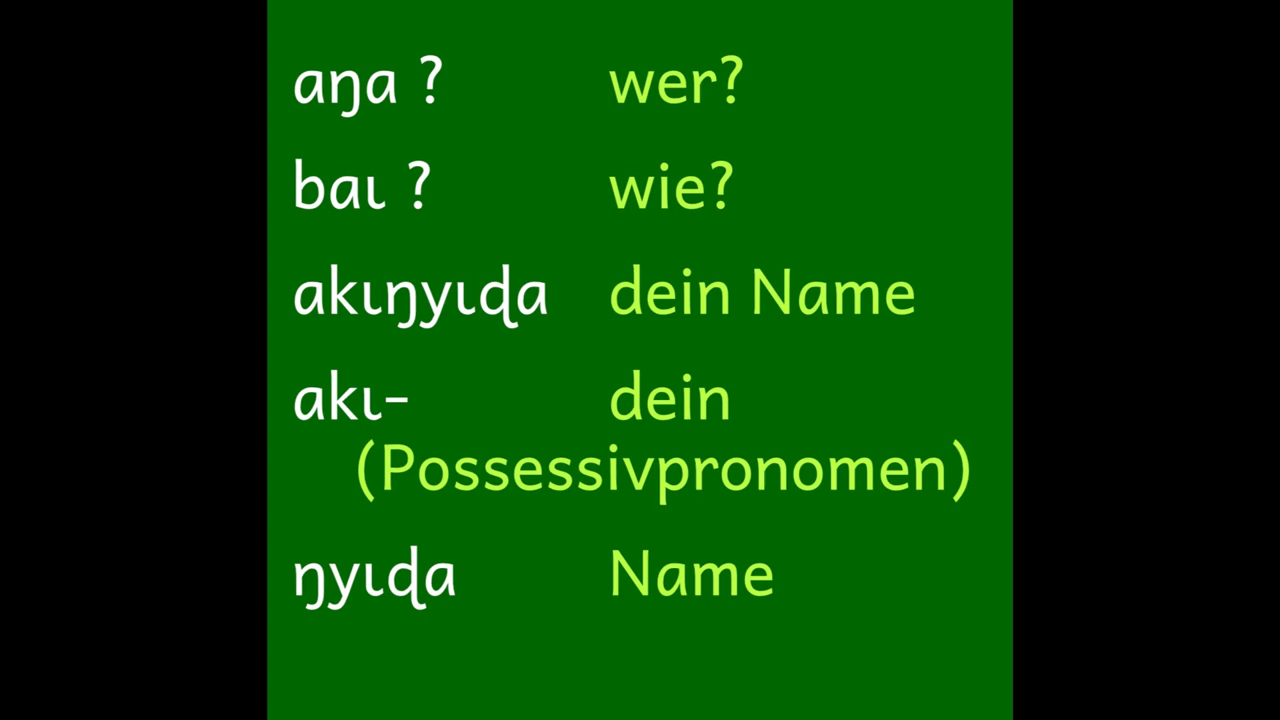 aŋa ? wer?
baɩ ? wie?
akɩŋyɩɖa dein Name
akɩ- dein
(Possessivpronomen)
ŋyɩɖa Name